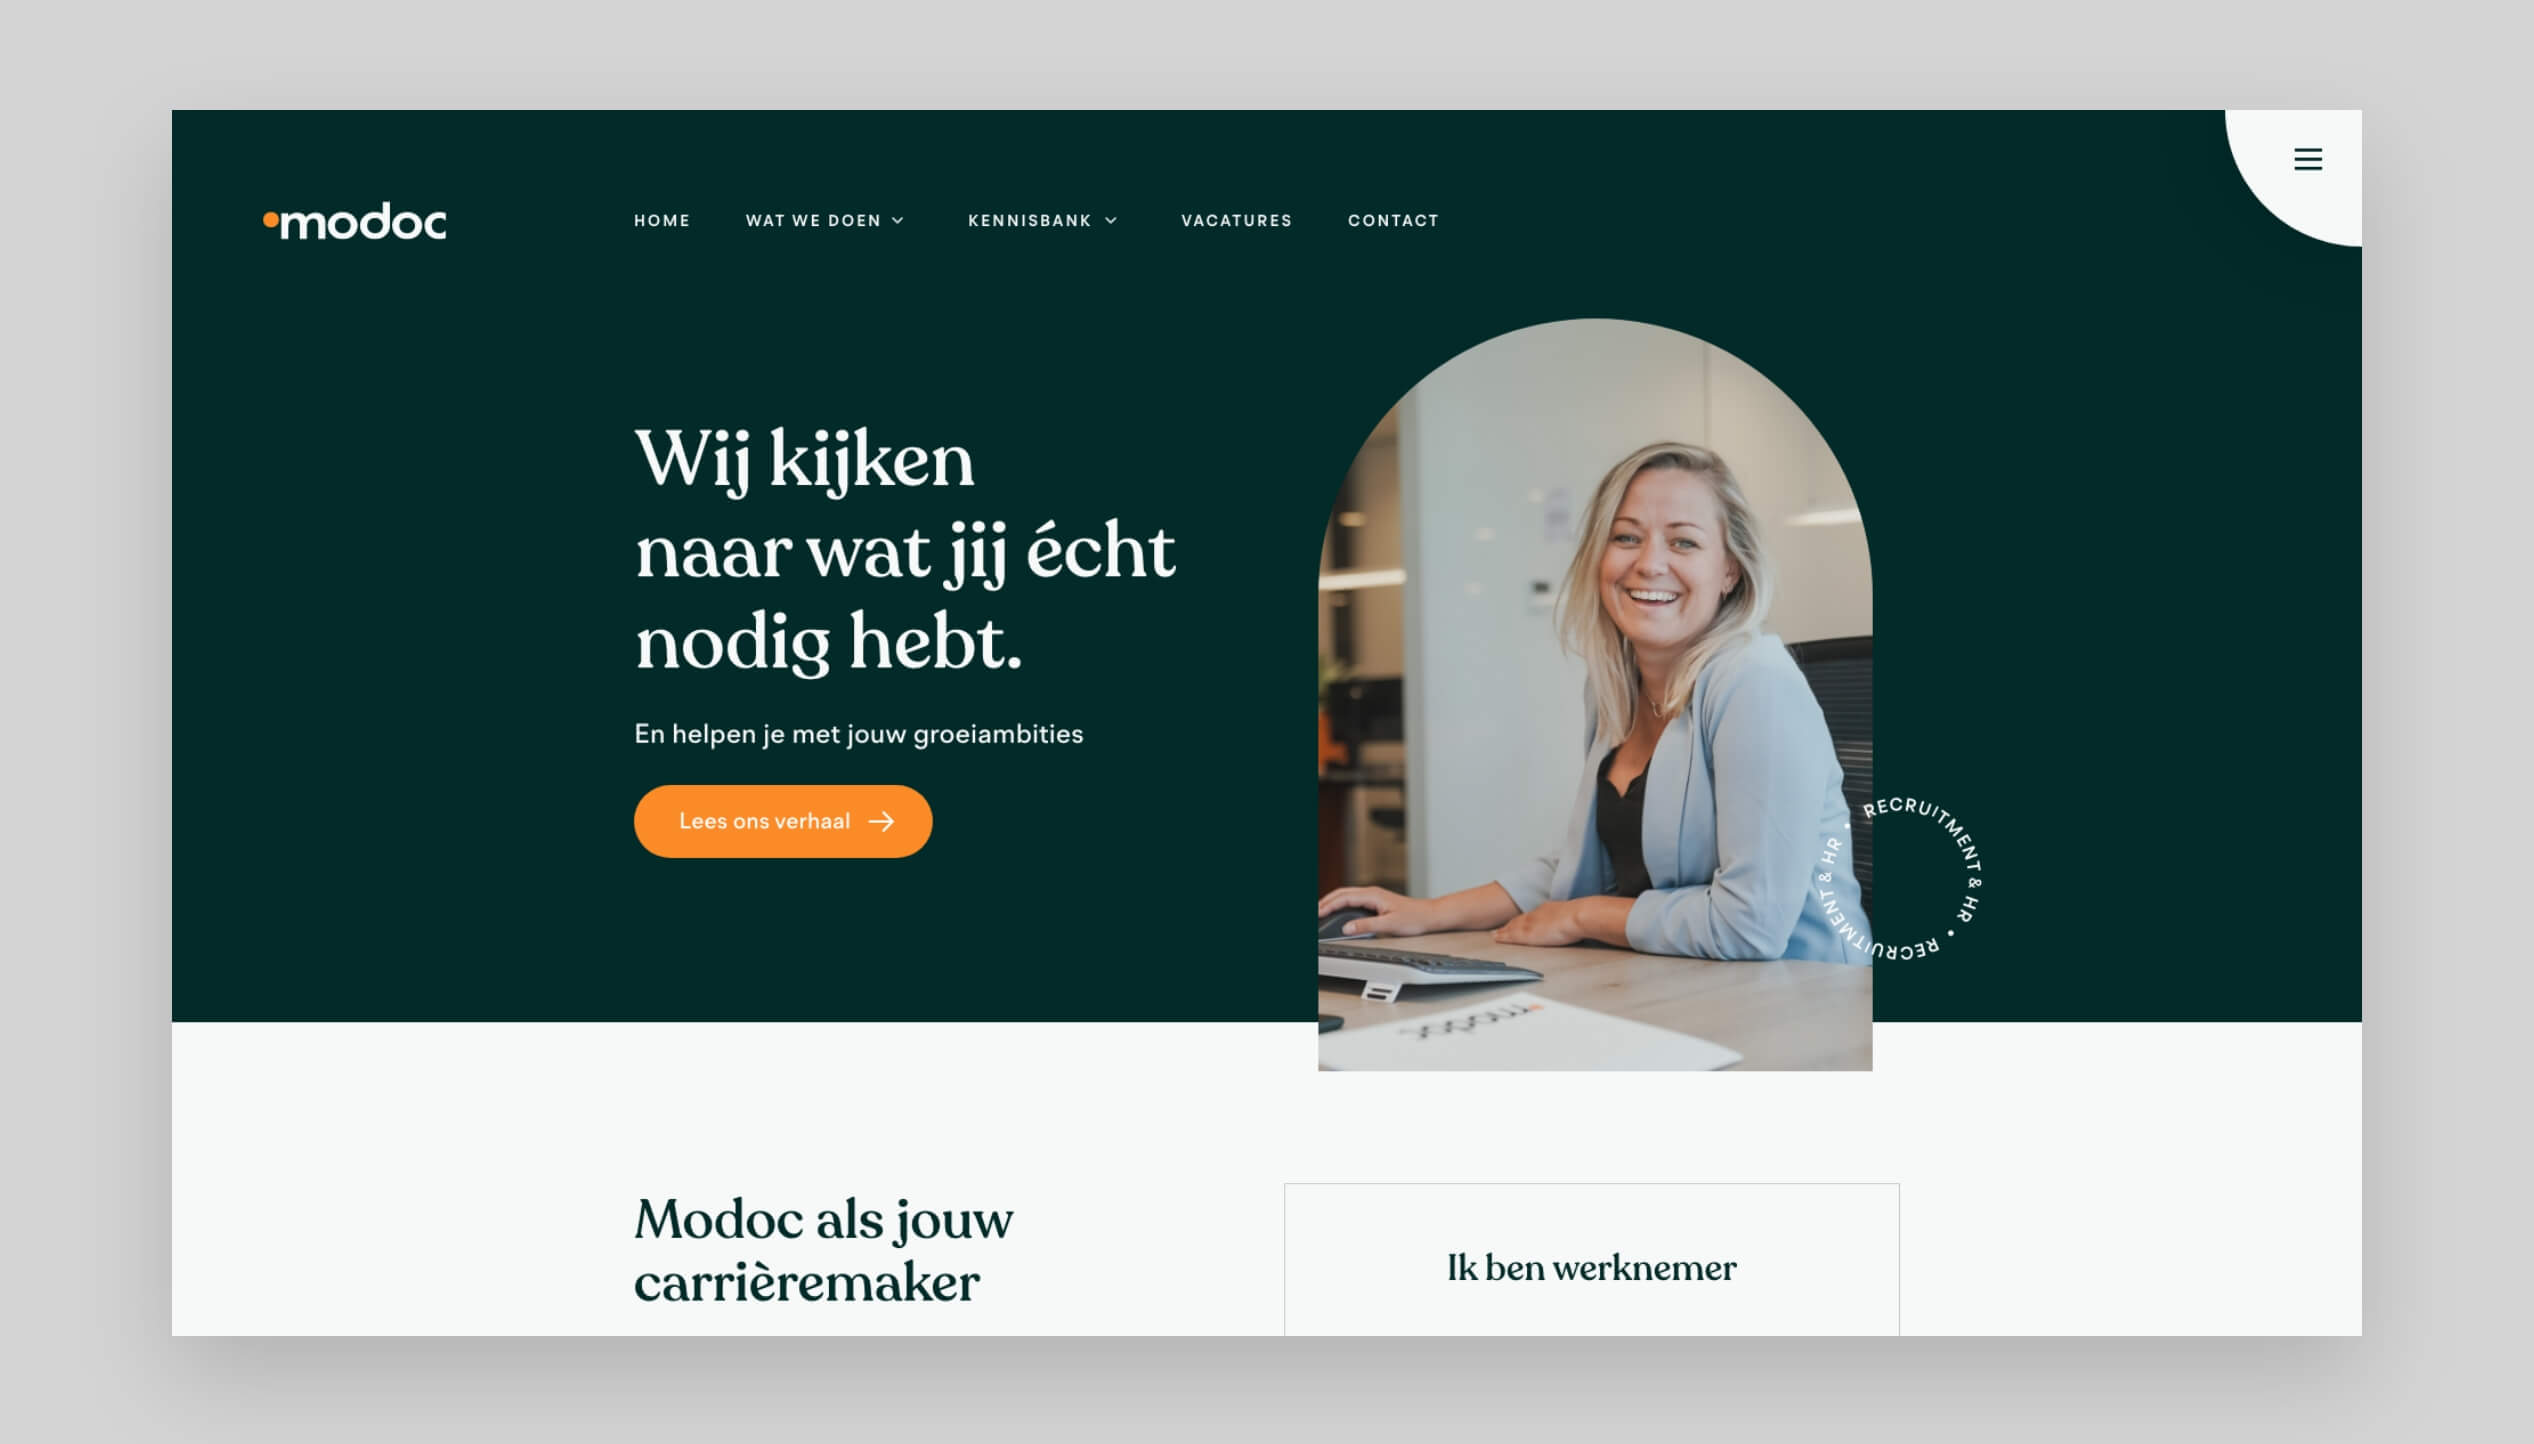 modoc
HOME
WAT WE DOEN
KENNISBANK
VACATURES
CONTACT
Wij kijken
naar wat jij écht
nodig hebt.
En helpen je met jouw groeiambities
Lees ons verhaal
RECRUITMENT & HR • RECRUITMENT & HR •
modoc
Modoc als jouw
carrièremaker
Ik ben werknemer